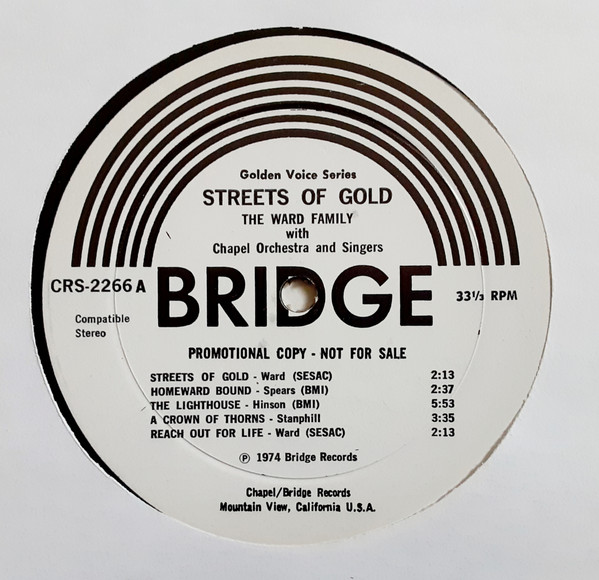 Golden Voice Series
STREETS OF GOLD
THE WARD FAMILY
with
Chapel Orchestra and Singers
CRS-2266 A
BRIDGE
33⅓ RPM
Compatible
Stereo
PROMOTIONAL COPY - NOT FOR SALE
STREETS OF GOLD - Ward (SESAC) 2:13
HOMEWARD BOUND - Spears (BMI) 2:37
THE LIGHTHOUSE - Hinson (BMI) 5:53
A CROWN OF THORNS - Stanphill 3:35
REACH OUT FOR LIFE - Ward (SESAC) 2:13
℗ 1974 Bridge Records
Chapel/Bridge Records
Mountain View, California U.S.A.